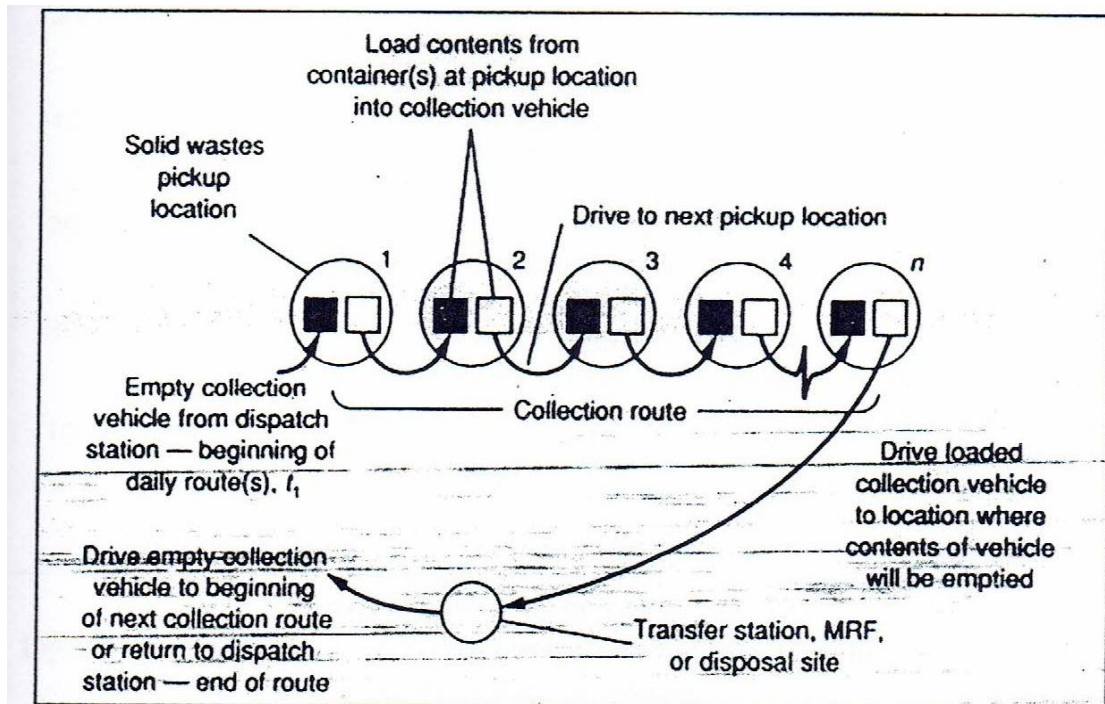 Load contents from
container(s) at pickup location
into collection vehicle
Solid wastes
pickup
location
Drive to next pickup location
1
2
3
4
n
Empty collection
vehicle from dispatch
station — beginning of
daily route(s), t₁
Collection route
Drive loaded
collection vehicle
to location where
contents of vehicle
will be emptied
Drive empty collection
vehicle to beginning
of next collection route
or return to dispatch
station — end of route
Transfer station, MRF,
or disposal site